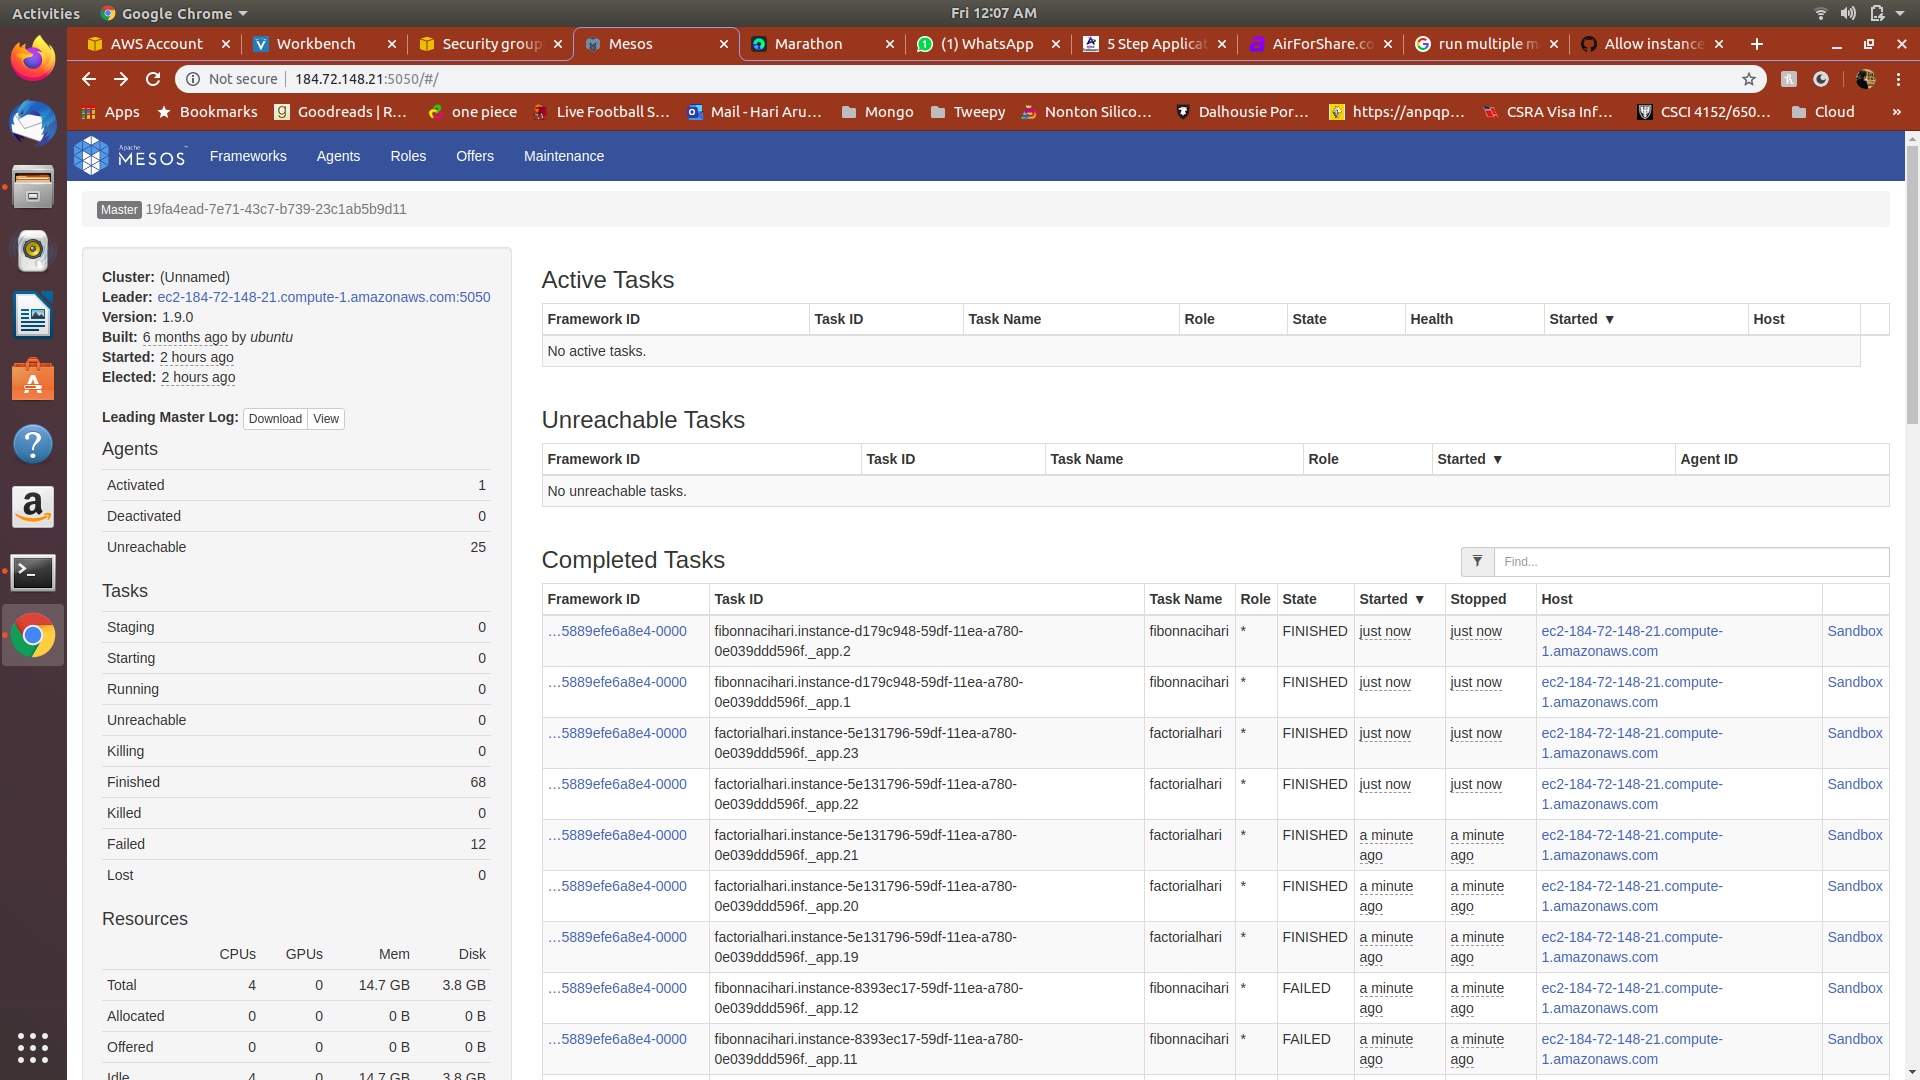 Activities Google Chrome Fri 12:07 AM
AWS Account Workbench Security group Mesos Marathon (1) WhatsApp 5 Step Applicat AirForShare.co run multiple m Allow instance
Not secure 184.72.148.21:5050/#/
Apps Bookmarks Goodreads | R... one piece Live Football S... Mail - Hari Aru... Mongo Tweepy Nonton Silico... Dalhousie Por... https://anpqp... CSRA Visa Inf... CSCI 4152/650... Cloud »
Apache MESOS™ Frameworks Agents Roles Offers Maintenance
Master 19fa4ead-7e71-43c7-b739-23c1ab5b9d11
Cluster: (Unnamed)
Leader: ec2-184-72-148-21.compute-1.amazonaws.com:5050
Version: 1.9.0
Built: 6 months ago by ubuntu
Started: 2 hours ago
Elected: 2 hours ago
Leading Master Log: Download View
Agents
Activated 1
Deactivated 0
Unreachable 25
Tasks
Staging 0
Starting 0
Running 0
Unreachable 0
Killing 0
Finished 68
Killed 0
Failed 12
Lost 0
Resources
CPUs GPUs Mem Disk
Total 4 0 14.7 GB 3.8 GB
Allocated 0 0 0 B 0 B
Offered 0 0 0 B 0 B
Idle 4 0 14.7 GB 3.8 GB
Active Tasks
Framework ID Task ID Task Name Role State Health Started ▼ Host
No active tasks.
Unreachable Tasks
Framework ID Task ID Task Name Role Started ▼ Agent ID
No unreachable tasks.
Completed Tasks Find...
Framework ID Task ID Task Name Role State Started ▼ Stopped Host
…5889efe6a8e4-0000 fibonnacihari.instance-d179c948-59df-11ea-a780- fibonnacihari * FINISHED just now just now ec2-184-72-148-21.compute- Sandbox
0e039ddd596f._app.2 1.amazonaws.com
…5889efe6a8e4-0000 fibonnacihari.instance-d179c948-59df-11ea-a780- fibonnacihari * FINISHED just now just now ec2-184-72-148-21.compute- Sandbox
0e039ddd596f._app.1 1.amazonaws.com
…5889efe6a8e4-0000 factorialhari.instance-5e131796-59df-11ea-a780- factorialhari * FINISHED just now just now ec2-184-72-148-21.compute- Sandbox
0e039ddd596f._app.23 1.amazonaws.com
…5889efe6a8e4-0000 factorialhari.instance-5e131796-59df-11ea-a780- factorialhari * FINISHED just now just now ec2-184-72-148-21.compute- Sandbox
0e039ddd596f._app.22 1.amazonaws.com
…5889efe6a8e4-0000 factorialhari.instance-5e131796-59df-11ea-a780- factorialhari * FINISHED a minute a minute ec2-184-72-148-21.compute- Sandbox
0e039ddd596f._app.21 ago ago 1.amazonaws.com
…5889efe6a8e4-0000 factorialhari.instance-5e131796-59df-11ea-a780- factorialhari * FINISHED a minute a minute ec2-184-72-148-21.compute- Sandbox
0e039ddd596f._app.20 ago ago 1.amazonaws.com
…5889efe6a8e4-0000 factorialhari.instance-5e131796-59df-11ea-a780- factorialhari * FINISHED a minute a minute ec2-184-72-148-21.compute- Sandbox
0e039ddd596f._app.19 ago ago 1.amazonaws.com
…5889efe6a8e4-0000 fibonnacihari.instance-8393ec17-59df-11ea-a780- fibonnacihari * FAILED a minute a minute ec2-184-72-148-21.compute- Sandbox
0e039ddd596f._app.12 ago ago 1.amazonaws.com
…5889efe6a8e4-0000 fibonnacihari.instance-8393ec17-59df-11ea-a780- fibonnacihari * FAILED a minute a minute ec2-184-72-148-21.compute- Sandbox
0e039ddd596f._app.11 ago ago 1.amazonaws.com